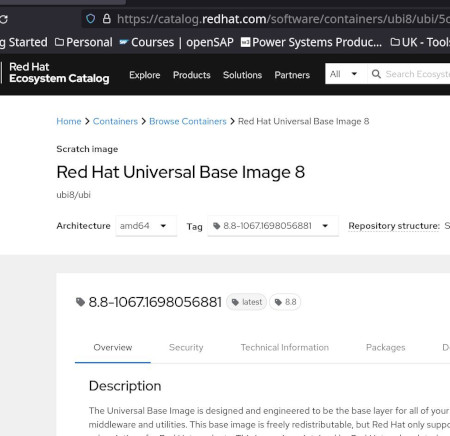 https://catalog.redhat.com/software/containers/ubi8/ubi/5c
g Started Personal Courses | openSAP Power Systems Produc... UK - Tools
Red Hat
Ecosystem Catalog
Explore Products Solutions Partners All Search Ecosyste
Home > Containers > Browse Containers > Red Hat Universal Base Image 8
Scratch image
Red Hat Universal Base Image 8
ubi8/ubi
Architecture amd64 Tag 8.8-1067.1698056881 Repository structure: S
8.8-1067.1698056881 latest 8.8
Overview Security Technical Information Packages D
Description
The Universal Base Image is designed and engineered to be the base layer for all of your
middleware and utilities. This base image is freely redistributable, but Red Hat only suppo